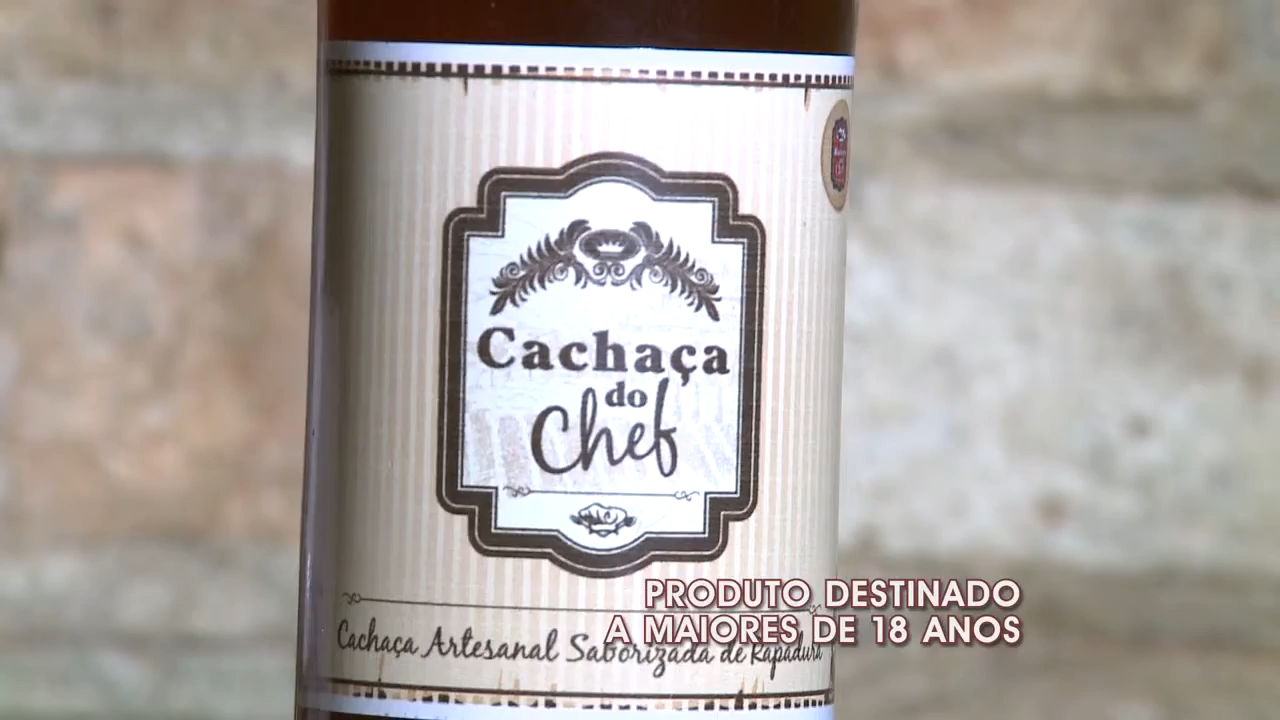 Cachaça
do
Chef
PRODUTO DESTINADO
A MAIORES DE 18 ANOS
Cachaça Artesanal Saborizada de Rapadura